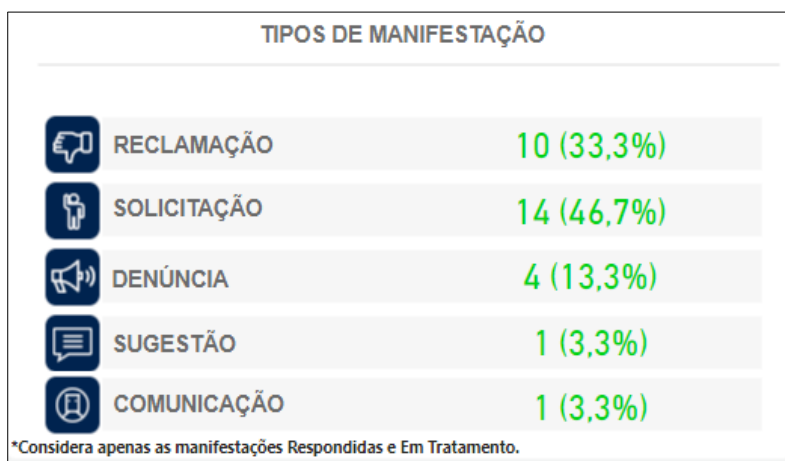 TIPOS DE MANIFESTAÇÃO
RECLAMAÇÃO 10 (33,3%)
SOLICITAÇÃO 14 (46,7%)
DENÚNCIA 4 (13,3%)
SUGESTÃO 1 (3,3%)
COMUNICAÇÃO 1 (3,3%)
*Considera apenas as manifestações Respondidas e Em Tratamento.